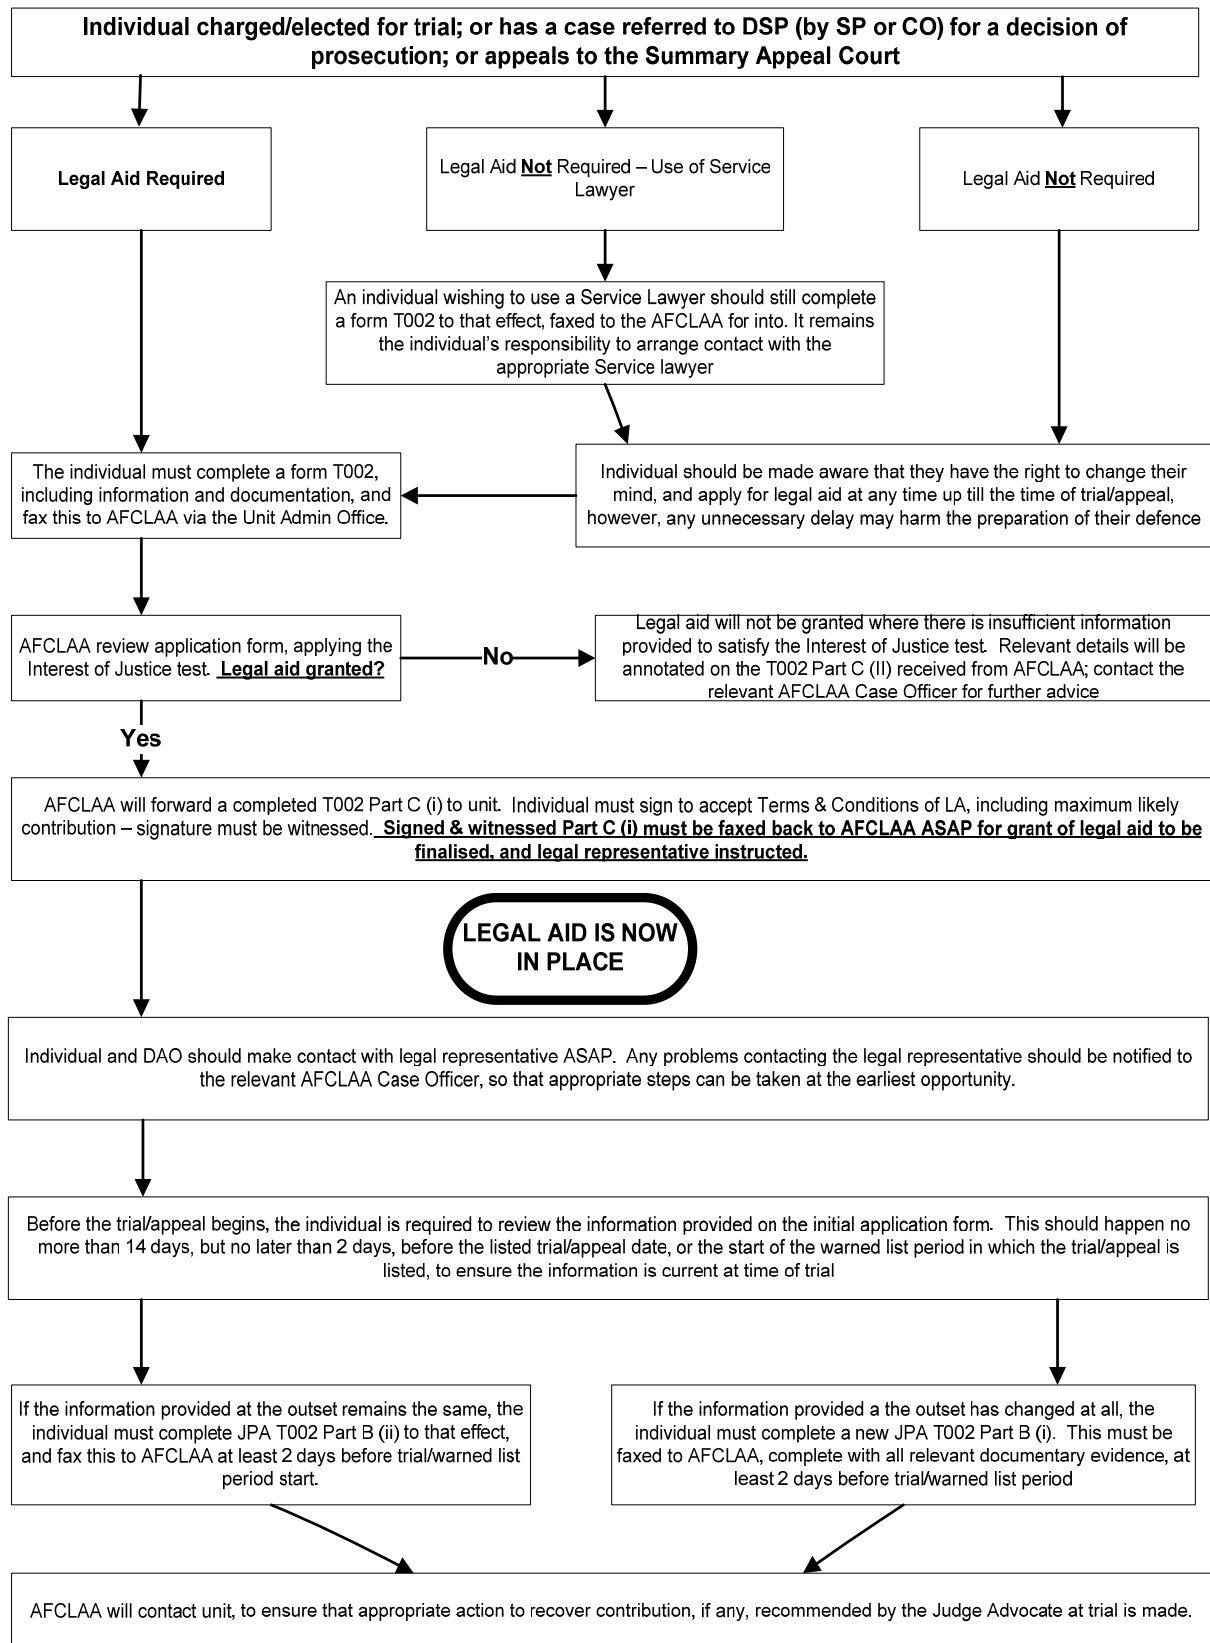 Individual charged/elected for trial; or has a case referred to DSP (by SP or CO) for a decision of
prosecution; or appeals to the Summary Appeal Court
Legal Aid Required
Legal Aid Not Required – Use of Service
Lawyer
Legal Aid Not Required
An individual wishing to use a Service Lawyer should still complete
a form T002 to that effect, faxed to the AFCLAA for into. It remains
the individual's responsibility to arrange contact with the
appropriate Service lawyer
The individual must complete a form T002,
including information and documentation, and
fax this to AFCLAA via the Unit Admin Office.
Individual should be made aware that they have the right to change their
mind, and apply for legal aid at any time up till the time of trial/appeal,
however, any unnecessary delay may harm the preparation of their defence
AFCLAA review application form, applying the
Interest of Justice test. Legal aid granted?
No
Legal aid will not be granted where there is insufficient information
provided to satisfy the Interest of Justice test. Relevant details will be
annotated on the T002 Part C (II) received from AFCLAA; contact the
relevant AFCLAA Case Officer for further advice
Yes
AFCLAA will forward a completed T002 Part C (i) to unit. Individual must sign to accept Terms & Conditions of LA, including maximum likely
contribution – signature must be witnessed. Signed & witnessed Part C (i) must be faxed back to AFCLAA ASAP for grant of legal aid to be
finalised, and legal representative instructed.
LEGAL AID IS NOW
IN PLACE
Individual and DAO should make contact with legal representative ASAP. Any problems contacting the legal representative should be notified to
the relevant AFCLAA Case Officer, so that appropriate steps can be taken at the earliest opportunity.
Before the trial/appeal begins, the individual is required to review the information provided on the initial application form. This should happen no
more than 14 days, but no later than 2 days, before the listed trial/appeal date, or the start of the warned list period in which the trial/appeal is
listed, to ensure the information is current at time of trial
If the information provided at the outset remains the same, the
individual must complete JPA T002 Part B (ii) to that effect,
and fax this to AFCLAA at least 2 days before trial/warned list
period start.
If the information provided a the outset has changed at all, the
individual must complete a new JPA T002 Part B (i). This must be
faxed to AFCLAA, complete with all relevant documentary evidence, at
least 2 days before trial/warned list period
AFCLAA will contact unit, to ensure that appropriate action to recover contribution, if any, recommended by the Judge Advocate at trial is made.